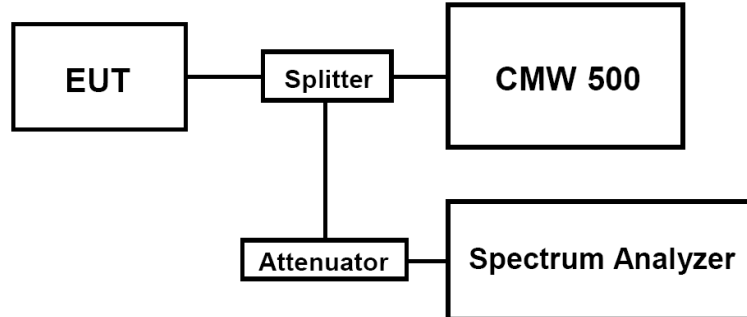 EUT
Splitter
CMW 500
Attenuator
Spectrum Analyzer